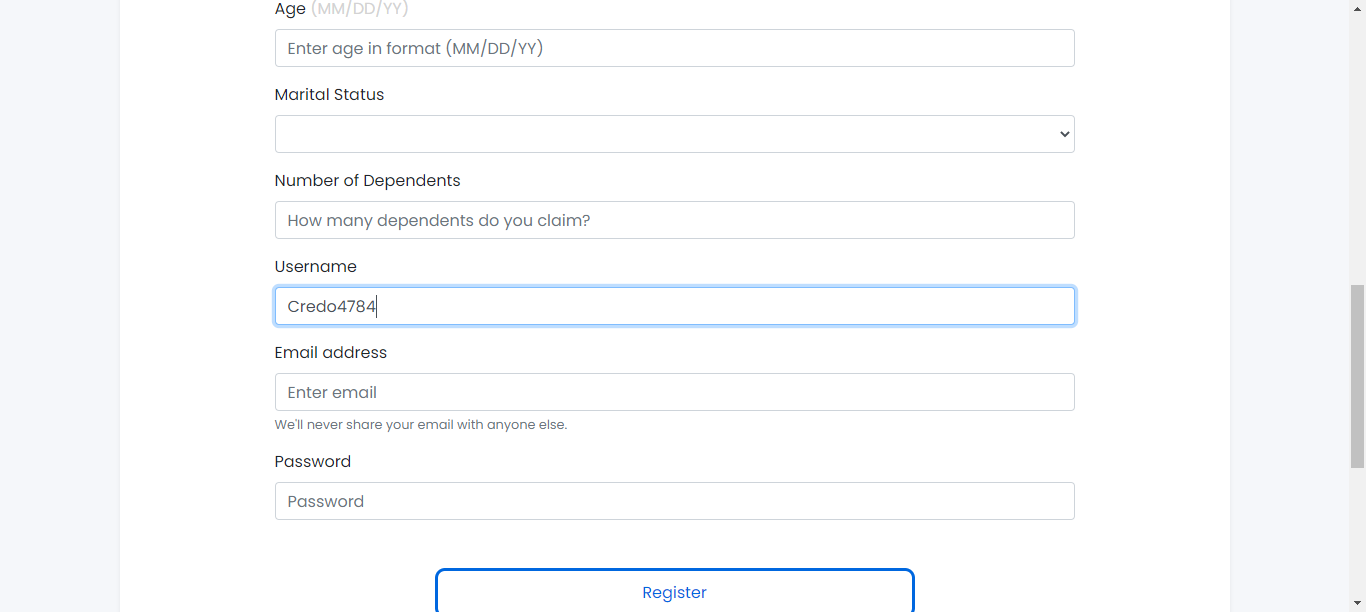 Age (MM/DD/YY)
Enter age in format (MM/DD/YY)
Marital Status
Number of Dependents
How many dependents do you claim?
Username
Credo4784
Email address
Enter email
We'll never share your email with anyone else.
Password
Password
Register